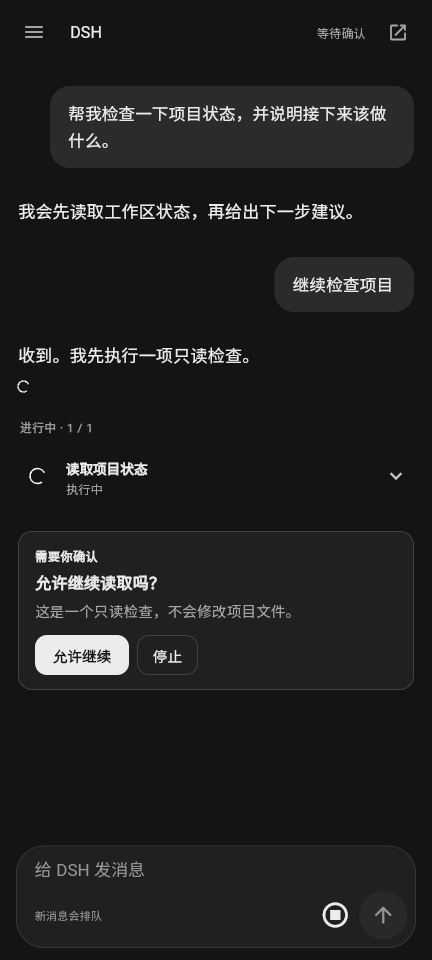 DSH
等待确认
帮我检查一下项目状态，并说明接下来该做
什么。
我会先读取工作区状态，再给出下一步建议。
继续检查项目
收到。我先执行一项只读检查。
进行中 · 1 / 1
读取项目状态
执行中
需要你确认
允许继续读取吗？
这是一个只读检查，不会修改项目文件。
允许继续
停止
给 DSH 发消息
新消息会排队